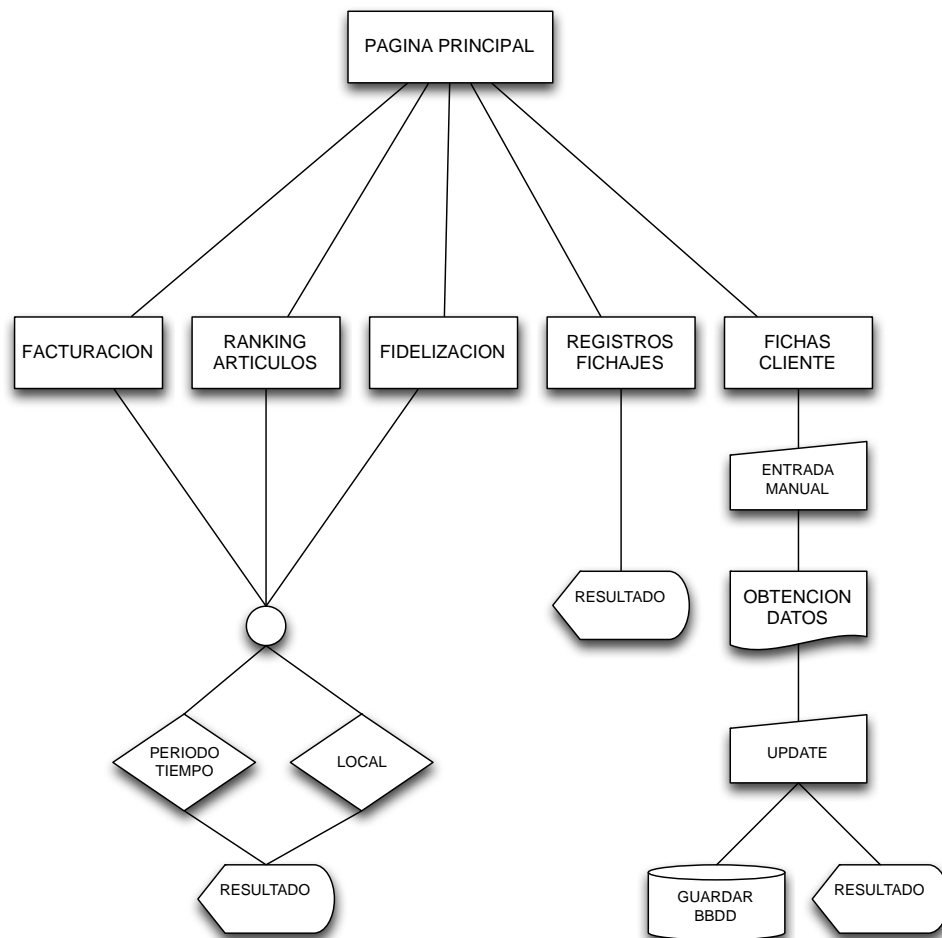 PAGINA PRINCIPAL
FACTURACION
RANKING
ARTICULOS
FIDELIZACION
REGISTROS
FICHAJES
FICHAS
CLIENTE
ENTRADA
MANUAL
RESULTADO
OBTENCION
DATOS
PERIODO
TIEMPO
LOCAL
UPDATE
RESULTADO
GUARDAR
BBDD
RESULTADO